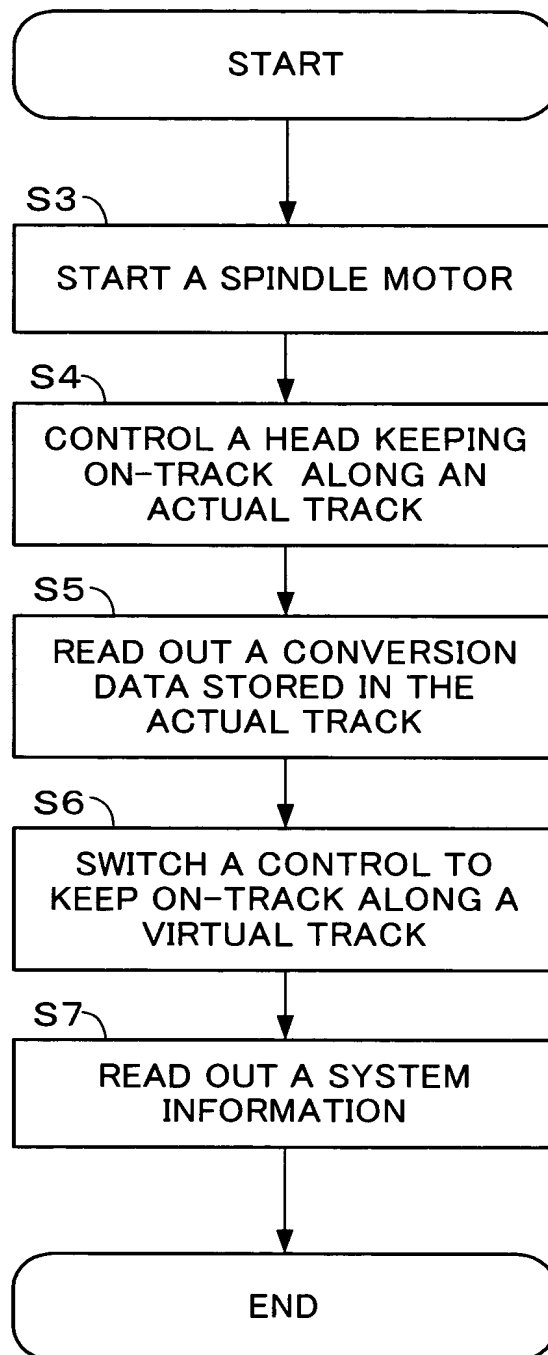 START
S3
START A SPINDLE MOTOR
S4
CONTROL A HEAD KEEPING
ON-TRACK ALONG AN
ACTUAL TRACK
S5
READ OUT A CONVERSION
DATA STORED IN THE
ACTUAL TRACK
S6
SWITCH A CONTROL TO
KEEP ON-TRACK ALONG A
VIRTUAL TRACK
S7
READ OUT A SYSTEM
INFORMATION
END